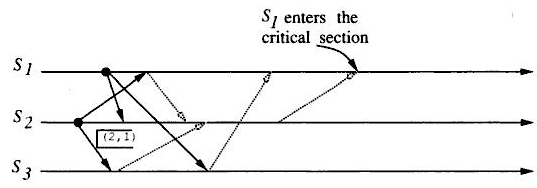 S1 enters the
critical section
S1
S2
(2,1)
S3